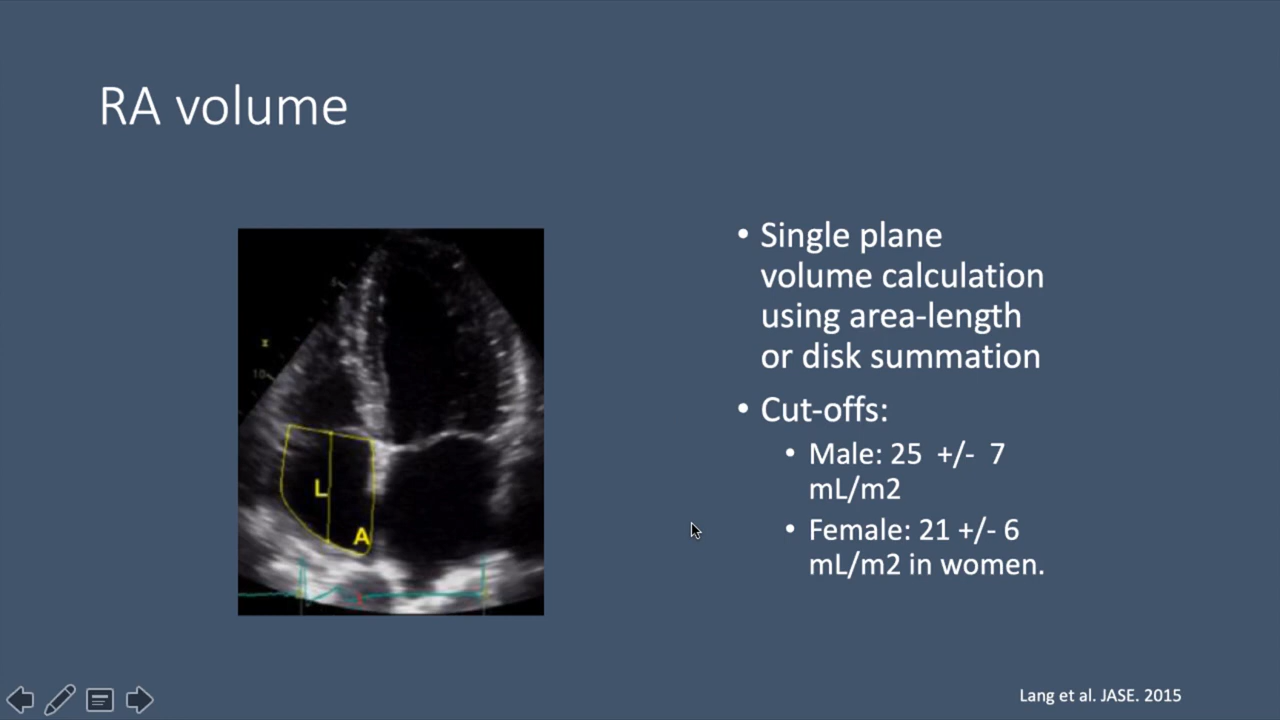 RA volume
• Single plane
volume calculation
using area-length
or disk summation
• Cut-offs:
• Male: 25 +/- 7
mL/m2
• Female: 21 +/- 6
mL/m2 in women.
10
L
A
Lang et al. JASE. 2015